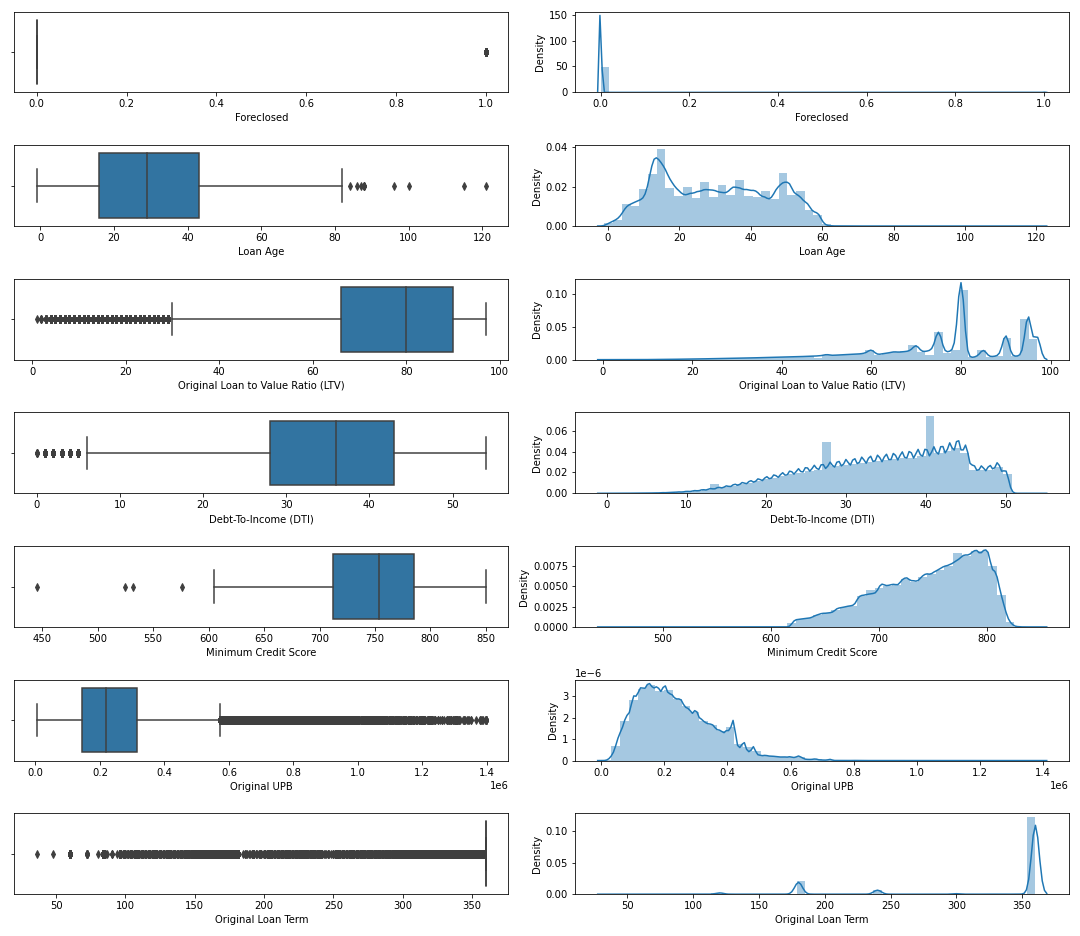 0.0 0.2 0.4 0.6 0.8 1.0
Foreclosed
150
100
50
0
Density
0.0 0.2 0.4 0.6 0.8 1.0
Foreclosed
0 20 40 60 80 100 120
Loan Age
0.04
0.02
0.00
Density
0 20 40 60 80 100 120
Loan Age
0 20 40 60 80 100
Original Loan to Value Ratio (LTV)
0.10
0.05
0.00
Density
0 20 40 60 80 100
Original Loan to Value Ratio (LTV)
0 10 20 30 40 50
Debt-To-Income (DTI)
0.06
0.04
0.02
0.00
Density
0 10 20 30 40 50
Debt-To-Income (DTI)
450 500 550 600 650 700 750 800 850
Minimum Credit Score
0.0075
0.0050
0.0025
0.0000
Density
500 600 700 800
Minimum Credit Score
0.0 0.2 0.4 0.6 0.8 1.0 1.2 1.4
Original UPB
1e6
1e−6
3
2
1
0
Density
0.0 0.2 0.4 0.6 0.8 1.0 1.2 1.4
Original UPB
1e6
50 100 150 200 250 300 350
Original Loan Term
0.10
0.05
0.00
Density
50 100 150 200 250 300 350
Original Loan Term